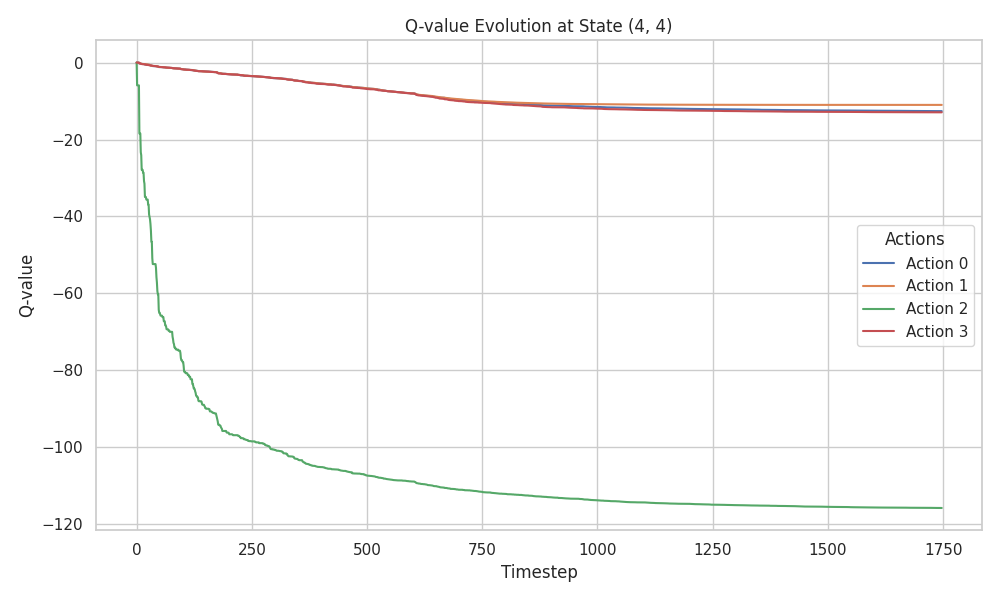 Q-value Evolution at State (4, 4)
0
−20
−40
−60
−80
−100
−120
Q-value
Actions
Action 0
Action 1
Action 2
Action 3
0 250 500 750 1000 1250 1500 1750
Timestep